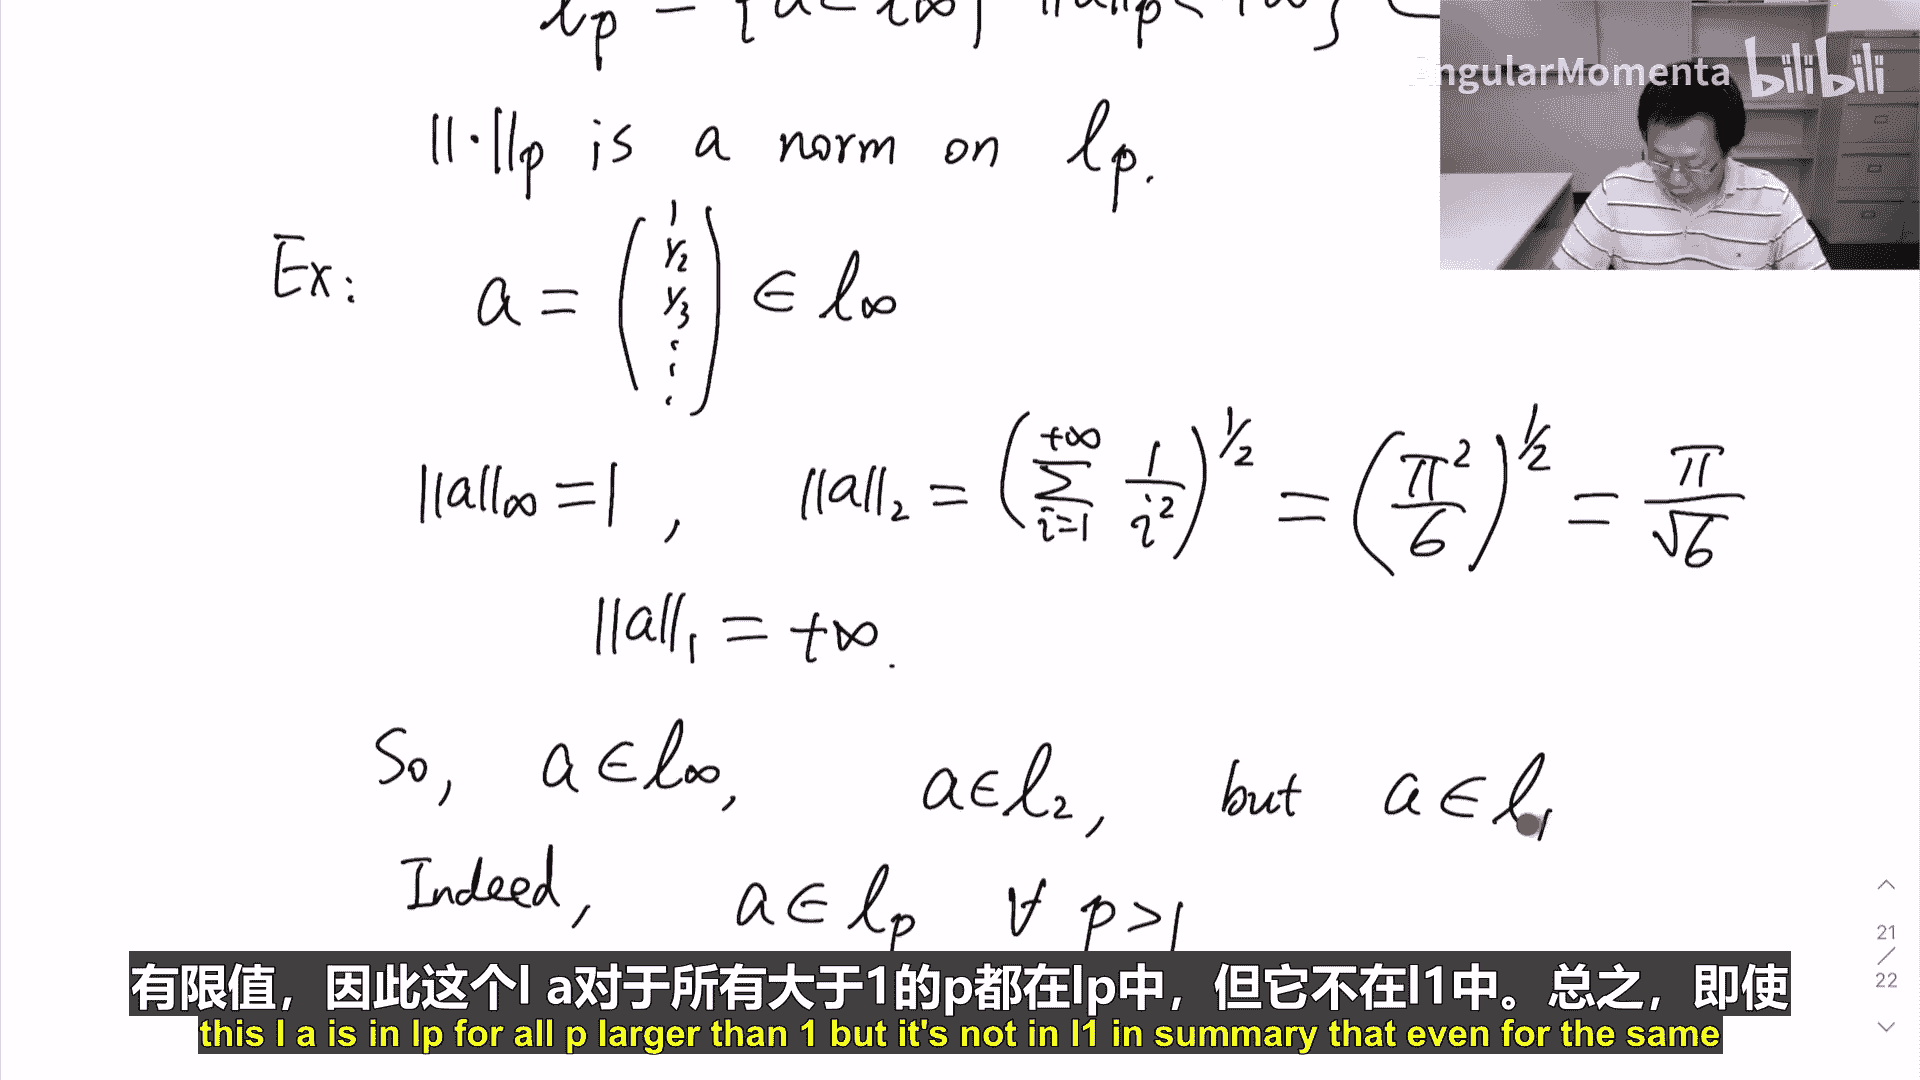 lp = {a ∈ l∞ | ||a||p < +∞}
ngularMomenta bilibili
||·||p is a norm on lp.
Ex: a = (1 1/2 1/3 ⋮) ∈ l∞
||a||∞ = 1, ||a||2 = (∑_{i=1}^{+∞} 1/i²)^{1/2} = (π²/6)^{1/2} = π/√6
||a||1 = +∞.
So, a ∈ l∞, a ∈ l2, but a ∈ l1
Indeed, a ∈ lp ∀ p > 1
21
/
22
有限值，因此这个l a对于所有大于1的p都在lp中，但它不在l1中。总之，即使
this l a is in lp for all p larger than 1 but it's not in l1 in summary that even for the same